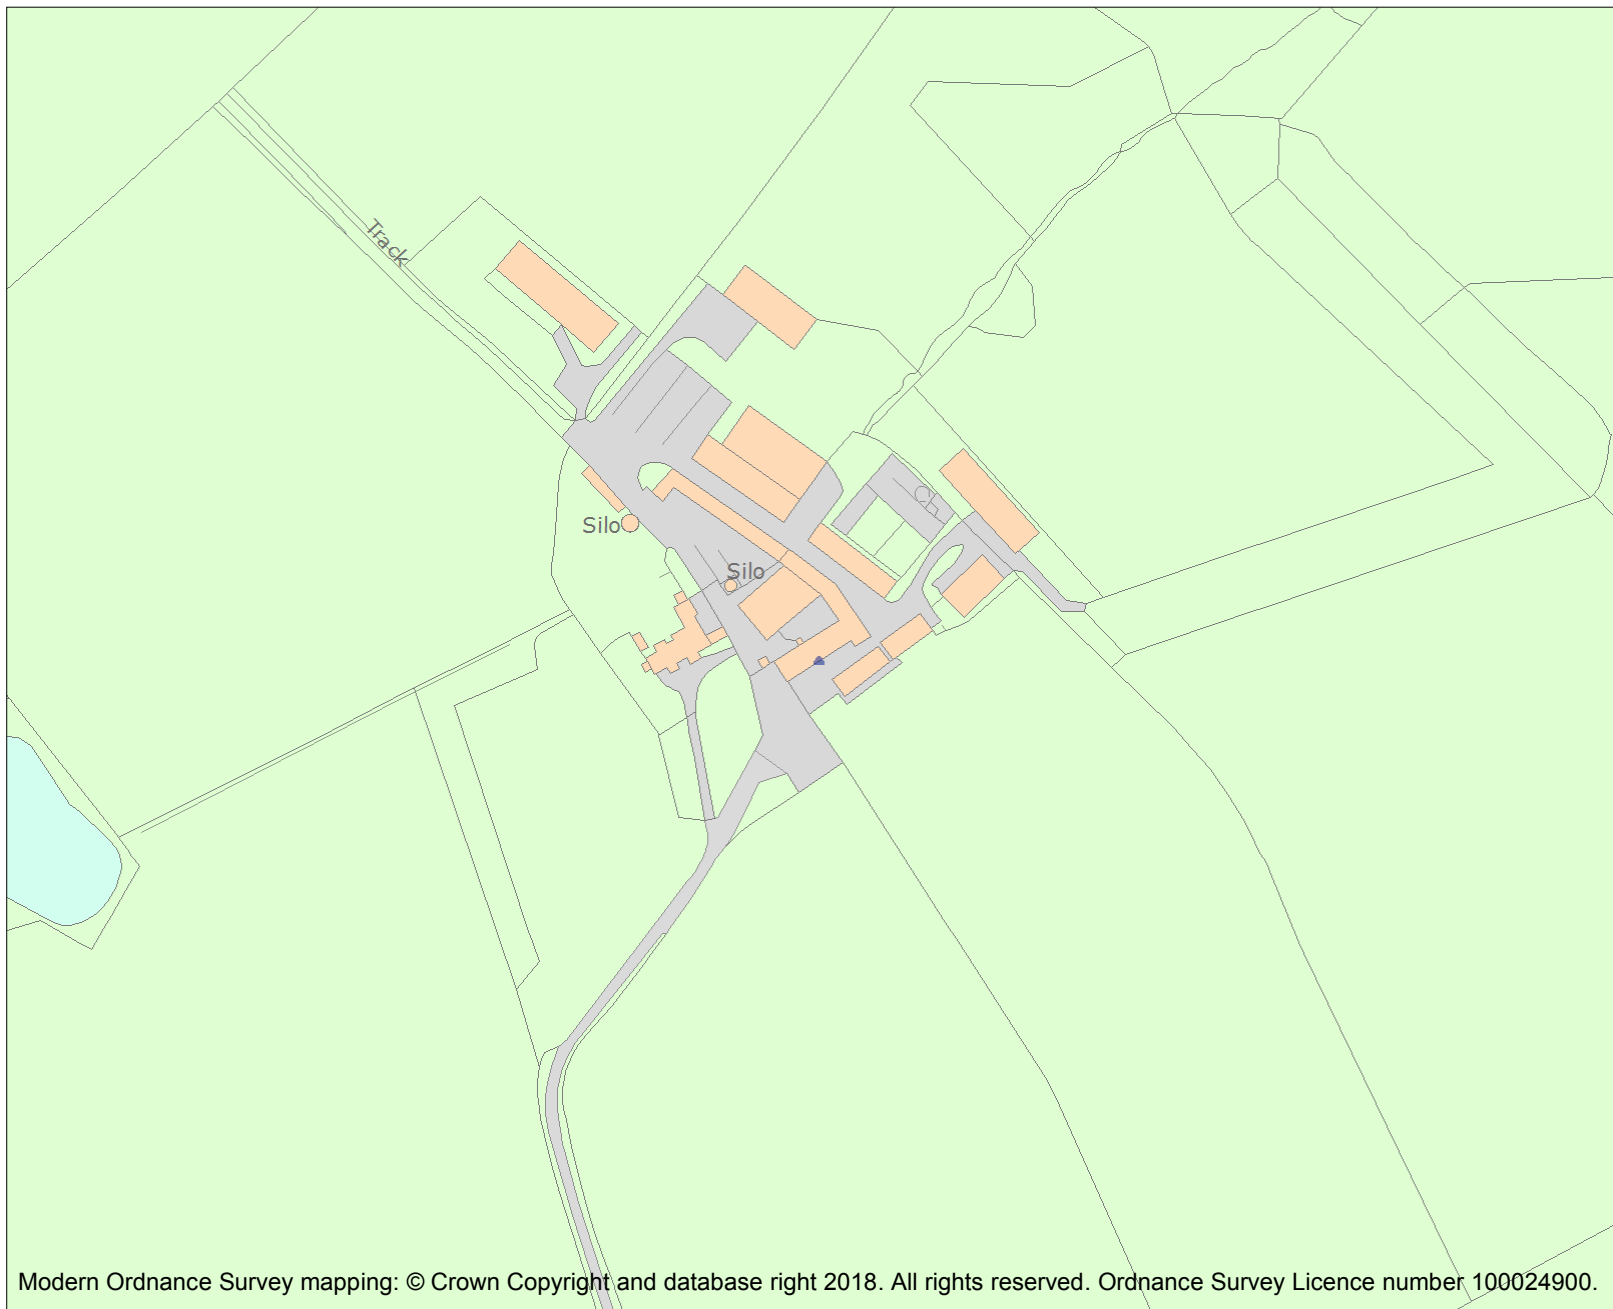 Track
Silo
Silo
Modern Ordnance Survey mapping: © Crown Copyright and database right 2018. All rights reserved. Ordnance Survey Licence number 100024900.